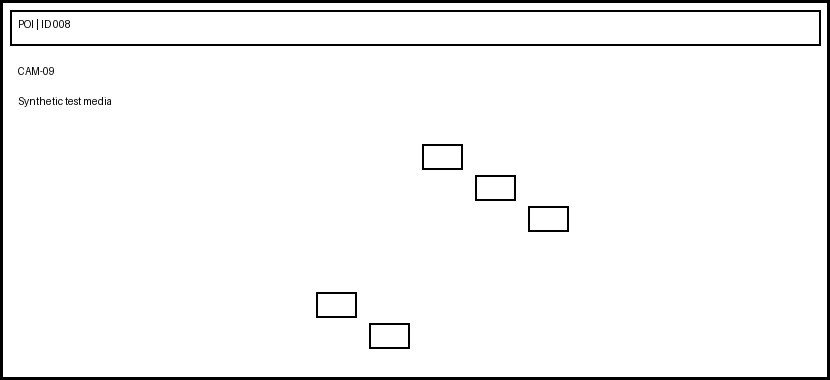 POI | ID 008
CAM-09
Synthetic test media